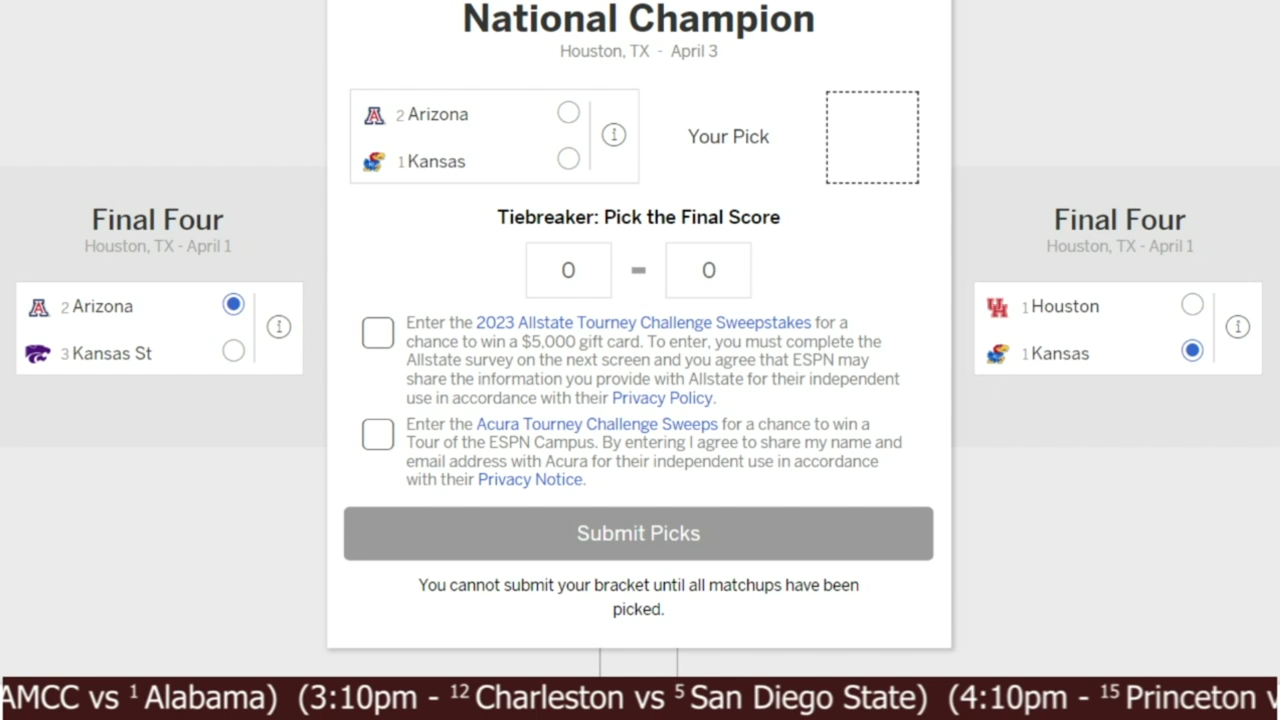 National Champion
Houston, TX - April 3
2 Arizona
1 Kansas
Your Pick
Tiebreaker: Pick the Final Score
0 - 0
Final Four
Houston, TX - April 1
2 Arizona
3 Kansas St
Final Four
Houston, TX - April 1
1 Houston
1 Kansas
Enter the 2023 Allstate Tourney Challenge Sweepstakes for a
chance to win a $5,000 gift card. To enter, you must complete the
Allstate survey on the next screen and you agree that ESPN may
share the information you provide with Allstate for their independent
use in accordance with their Privacy Policy.
Enter the Acura Tourney Challenge Sweeps for a chance to win a
Tour of the ESPN Campus. By entering I agree to share my name and
email address with Acura for their independent use in accordance
with their Privacy Notice.
Submit Picks
You cannot submit your bracket until all matchups have been
picked.
AMCC vs 1 Alabama) (3:10pm - 12 Charleston vs 5 San Diego State) (4:10pm - 15 Princeton v